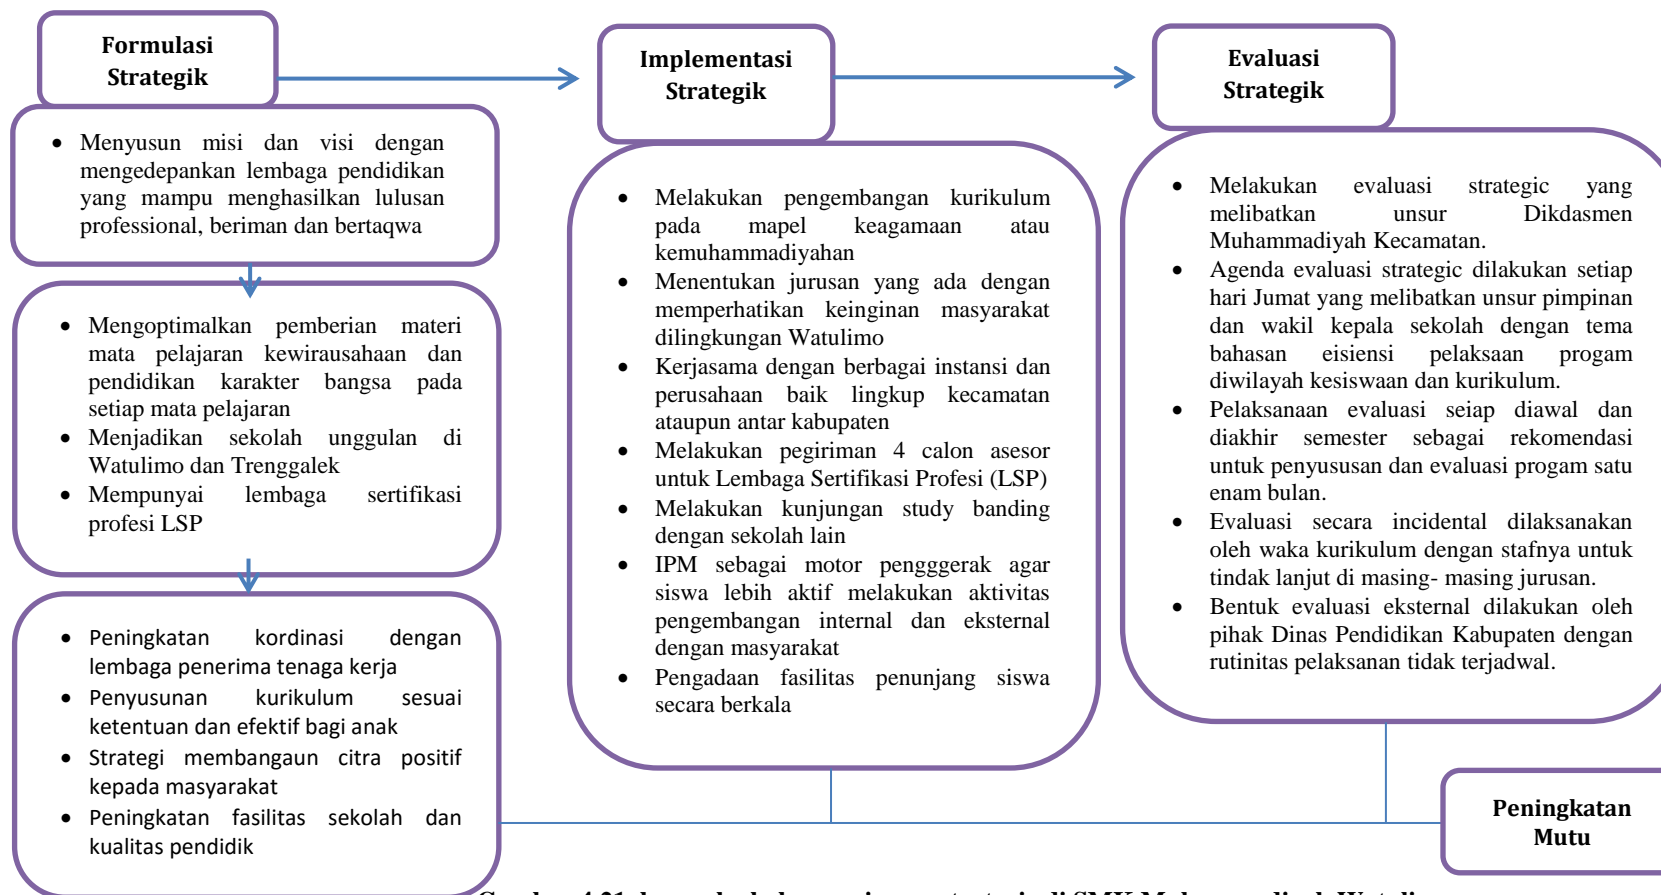 Formulasi
Strategik
• Menyusun misi dan visi dengan
mengedepankan lembaga pendidikan
yang mampu menghasilkan lulusan
professional, beriman dan bertaqwa
• Mengoptimalkan pemberian materi
mata pelajaran kewirausahaan dan
pendidikan karakter bangsa pada
setiap mata pelajaran
• Menjadikan sekolah unggulan di
Watulimo dan Trenggalek
• Mempunyai lembaga sertifikasi
profesi LSP
• Peningkatan kordinasi dengan
lembaga penerima tenaga kerja
• Penyusunan kurikulum sesuai
ketentuan dan efektif bagi anak
• Strategi membangaun citra positif
kepada masyarakat
• Peningkatan fasilitas sekolah dan
kualitas pendidik
Implementasi
Strategik
• Melakukan pengembangan kurikulum
pada mapel keagamaan atau
kemuhammadiyahan
• Menentukan jurusan yang ada dengan
memperhatikan keinginan masyarakat
dilingkungan Watulimo
• Kerjasama dengan berbagai instansi dan
perusahaan baik lingkup kecamatan
ataupun antar kabupaten
• Melakukan pegiriman 4 calon asesor
untuk Lembaga Sertifikasi Profesi (LSP)
• Melakukan kunjungan study banding
dengan sekolah lain
• IPM sebagai motor pengggerak agar
siswa lebih aktif melakukan aktivitas
pengembangan internal dan eksternal
dengan masyarakat
• Pengadaan fasilitas penunjang siswa
secara berkala
Evaluasi
Strategik
• Melakukan evaluasi strategic yang
melibatkan unsur Dikdasmen
Muhammadiyah Kecamatan.
• Agenda evaluasi strategic dilakukan setiap
hari Jumat yang melibatkan unsur pimpinan
dan wakil kepala sekolah dengan tema
bahasan eisiensi pelaksaan progam
diwilayah kesiswaan dan kurikulum.
• Pelaksanaan evaluasi seiap diawal dan
diakhir semester sebagai rekomendasi
untuk penyususan dan evaluasi progam satu
enam bulan.
• Evaluasi secara incidental dilaksanakan
oleh waka kurikulum dengan stafnya untuk
tindak lanjut di masing- masing jurusan.
• Bentuk evaluasi eksternal dilakukan oleh
pihak Dinas Pendidikan Kabupaten dengan
rutinitas pelaksanan tidak terjadwal.
Peningkatan
Mutu